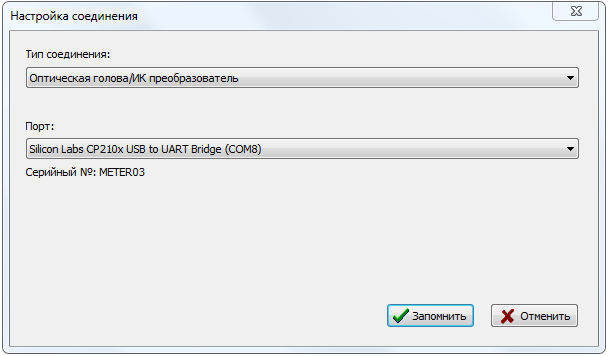 Настройка соединения
Тип соединения:
Оптическая голова/ИК преобразователь
Порт:
Silicon Labs CP210x USB to UART Bridge (COM8)
Серийный №: METER03
Запомнить
Отменить